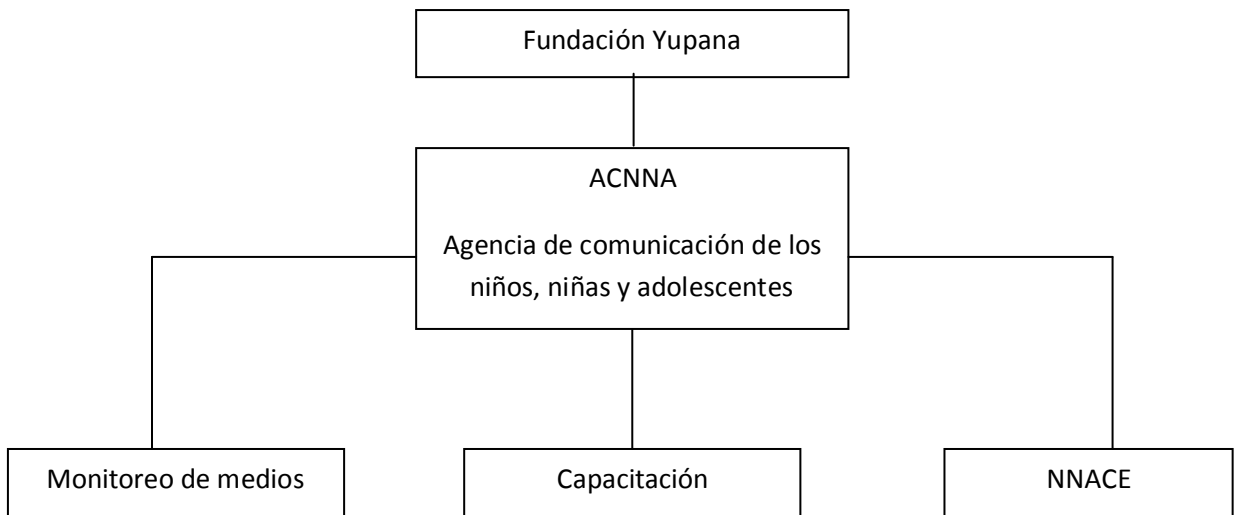 Fundación Yupana
ACNNA
Agencia de comunicación de los
niños, niñas y adolescentes
Monitoreo de medios
Capacitación
NNACE